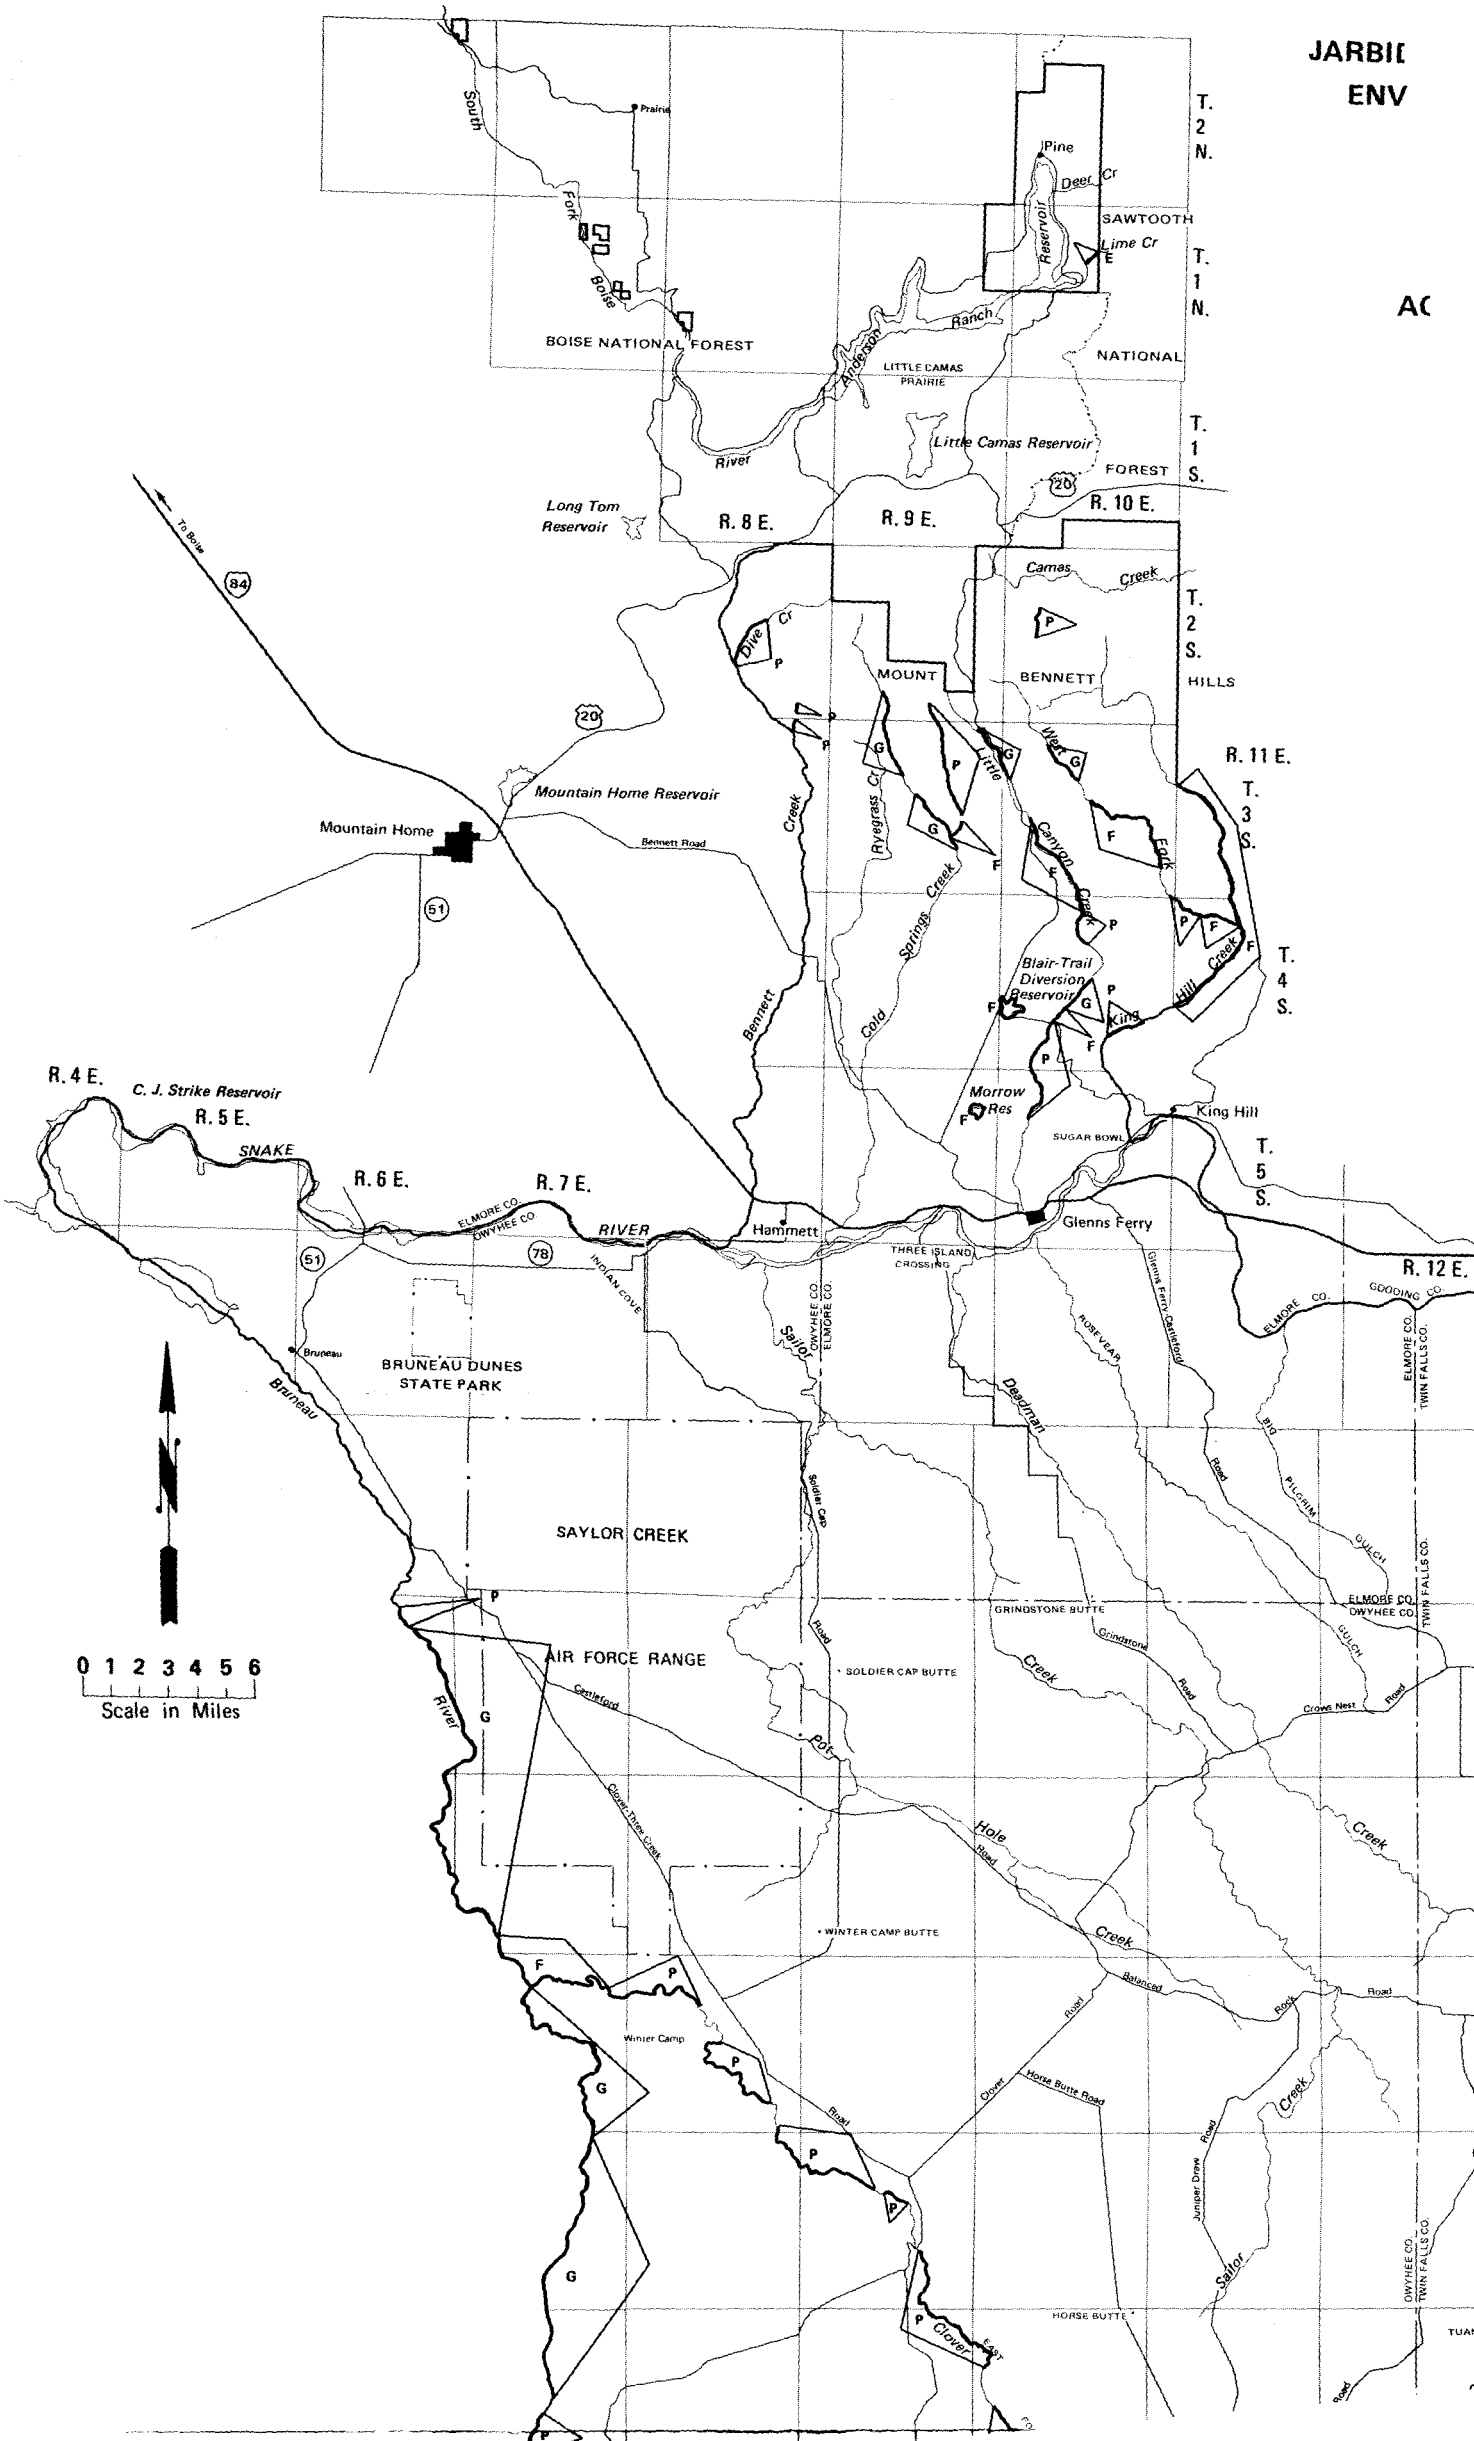 JARBI
ENV
T.
2
N.
South
Prairie
Pine
Deer Cr
Fork
Reservoir
SAWTOOTH
Lime Cr
E
T.
1
N.
Boise
Ranch
AC
BOISE NATIONAL FOREST
Anderson
NATIONAL
LITTLE CAMAS
PRAIRIE
T.
1
S.
Little Camas Reservoir
River
FOREST
20
Long Tom
Reservoir
R. 8 E.
R. 9 E.
R. 10 E.
To Boise
84
Camas
Creek
T.
2
S.
P
Dive Cr
P
MOUNT
BENNETT
HILLS
20
P
P
G
P
Little
G
West
G
R. 11 E.
T.
3
S.
Mountain Home Reservoir
Mountain Home
Bennett Road
Creek
Ryegrass Cr
G
F
Canyon
F
F
Fork
51
Springs
Creek
Creek
P
P
F
Creek
F
T.
4
S.
Blair-Trail
Diversion
Reservoir
F
G
P
King
Hill
Bennett
Cold
F
P
R. 4 E.
C. J. Strike Reservoir
R. 5 E.
Morrow
Res
F
King Hill
SUGAR BOWL
T.
5
S.
SNAKE
R. 6 E.
R. 7 E.
ELMORE CO.
OWYHEE CO.
RIVER
Hammett
Glenns Ferry
51
78
INDIAN COVE
THREE ISLAND
CROSSING
R. 12 E.
Glenns Ferry-Castleford
ELMORE CO.
GOODING CO.
OWYHEE CO.
ELMORE CO.
Sailor
ROSEVEAR
ELMORE CO.
TWIN FALLS CO.
Bruneau
BRUNEAU DUNES
STATE PARK
Bruneau
Deadman
BIG
Soldier Cap
Road
PILGRIM
SAYLOR CREEK
GULCH
TWIN FALLS CO.
P
ELMORE CO.
OWYHEE CO.
GRINDSTONE BUTTE
Road
Grindstone
GULCH
0 1 2 3 4 5 6
Scale in Miles
AIR FORCE RANGE
SOLDIER CAP BUTTE
Creek
Castleford
River
G
Road
Crows Nest
Road
Pot
Clover-Three Creek
Hole
Road
Creek
WINTER CAMP BUTTE
Creek
F
P
Balanced
Rock
Road
Road
Winter Camp
P
G
Clover
Horse Butte Road
Creek
Road
P
Road
Juniper Draw
P
G
Sailor
OWYHEE CO.
TWIN FALLS CO.
P
Clover
EAST
HORSE BUTTE
TUA
Road
P